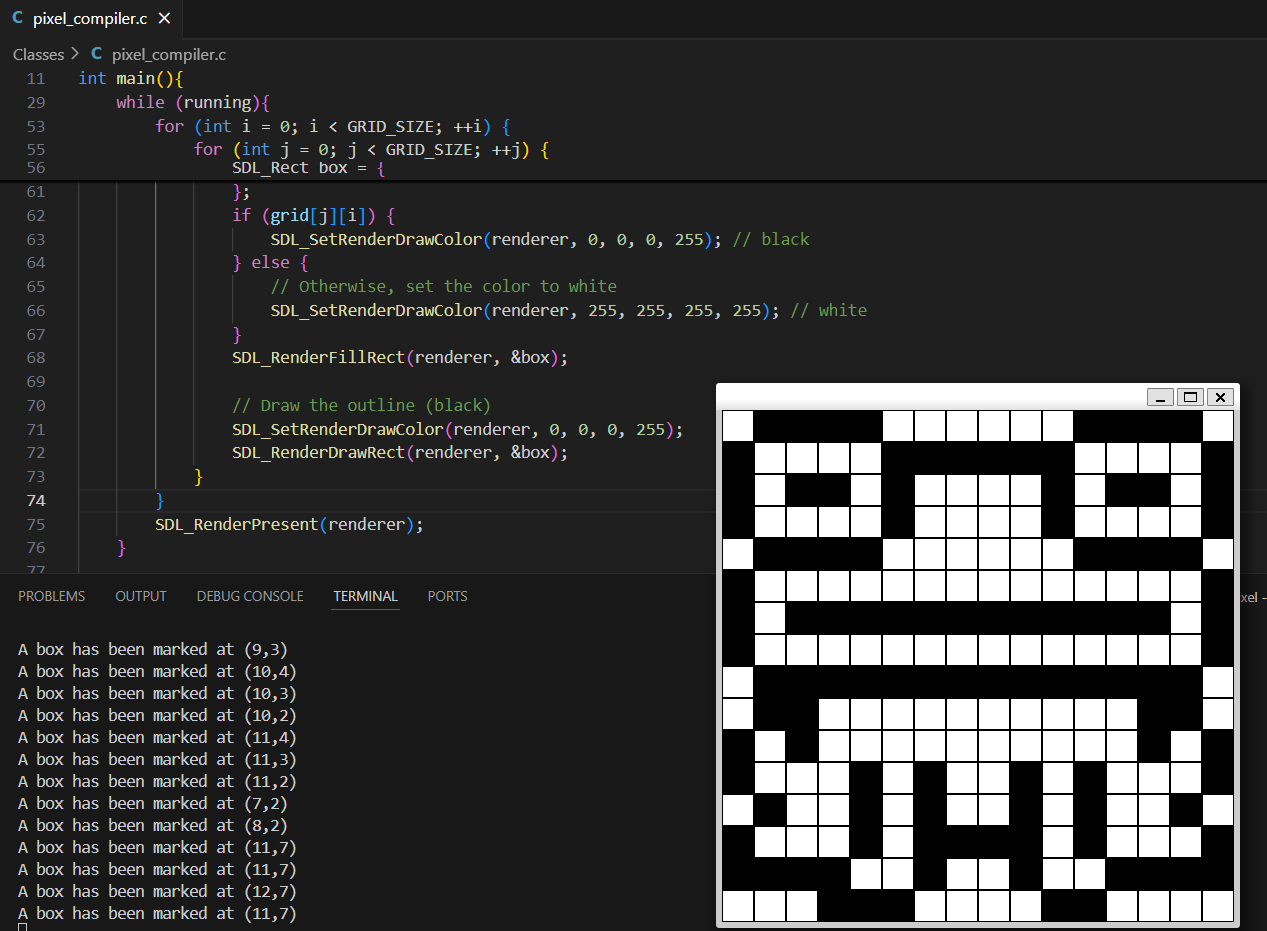 C pixel_compiler.c ✕
Classes > C pixel_compiler.c
11 int main(){
29 while (running){
53 for (int i = 0; i < GRID_SIZE; ++i) {
55 for (int j = 0; j < GRID_SIZE; ++j) {
56 SDL_Rect box = {
61 };
62 if (grid[j][i]) {
63 SDL_SetRenderDrawColor(renderer, 0, 0, 0, 255); // black
64 } else {
65 // Otherwise, set the color to white
66 SDL_SetRenderDrawColor(renderer, 255, 255, 255, 255); // white
67 }
68 SDL_RenderFillRect(renderer, &box);
69
70 // Draw the outline (black)
71 SDL_SetRenderDrawColor(renderer, 0, 0, 0, 255);
72 SDL_RenderDrawRect(renderer, &box);
73 }
74 }
75 SDL_RenderPresent(renderer);
76 }
77
PROBLEMS OUTPUT DEBUG CONSOLE TERMINAL PORTS
xel -
A box has been marked at (9,3)
A box has been marked at (10,4)
A box has been marked at (10,3)
A box has been marked at (10,2)
A box has been marked at (11,4)
A box has been marked at (11,3)
A box has been marked at (11,2)
A box has been marked at (7,2)
A box has been marked at (8,2)
A box has been marked at (11,7)
A box has been marked at (11,7)
A box has been marked at (12,7)
A box has been marked at (11,7)